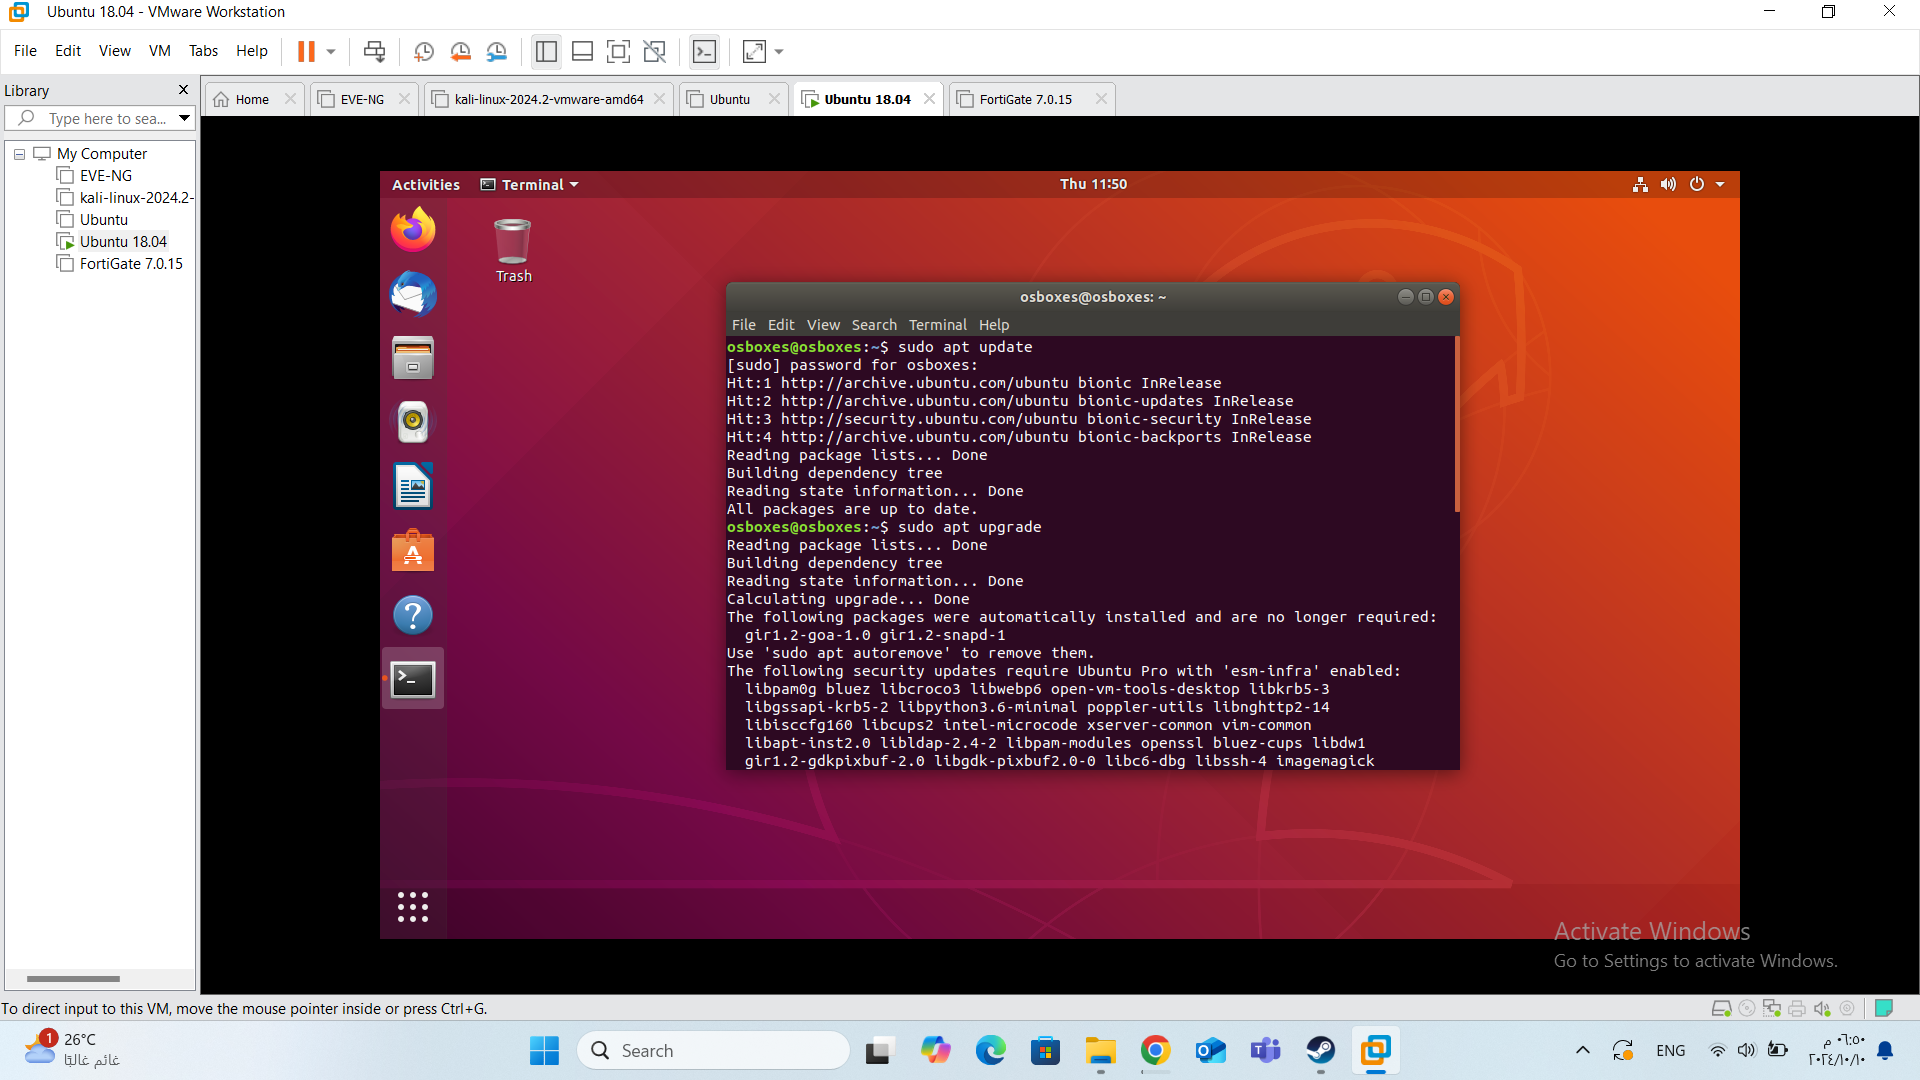 Ubuntu 18.04 - VMware Workstation
File Edit View VM Tabs Help
Library
Type here to sea...
Home
EVE-NG
kali-linux-2024.2-vmware-amd64
Ubuntu
Ubuntu 18.04
FortiGate 7.0.15
My Computer
EVE-NG
kali-linux-2024.2-
Ubuntu
Ubuntu 18.04
FortiGate 7.0.15
Activities Terminal
Thu 11:50
Trash
osboxes@osboxes: ~
File Edit View Search Terminal Help
osboxes@osboxes:~$ sudo apt update
[sudo] password for osboxes:
Hit:1 http://archive.ubuntu.com/ubuntu bionic InRelease
Hit:2 http://archive.ubuntu.com/ubuntu bionic-updates InRelease
Hit:3 http://security.ubuntu.com/ubuntu bionic-security InRelease
Hit:4 http://archive.ubuntu.com/ubuntu bionic-backports InRelease
Reading package lists... Done
Building dependency tree
Reading state information... Done
All packages are up to date.
osboxes@osboxes:~$ sudo apt upgrade
Reading package lists... Done
Building dependency tree
Reading state information... Done
Calculating upgrade... Done
The following packages were automatically installed and are no longer required:
gir1.2-goa-1.0 gir1.2-snapd-1
Use 'sudo apt autoremove' to remove them.
The following security updates require Ubuntu Pro with 'esm-infra' enabled:
libpam0g bluez libcroco3 libwebp6 open-vm-tools-desktop libkrb5-3
libgssapi-krb5-2 libpython3.6-minimal poppler-utils libnghttp2-14
libisccfg160 libcups2 intel-microcode xserver-common vim-common
libapt-inst2.0 libldap-2.4-2 libpam-modules openssl bluez-cups libdw1
gir1.2-gdkpixbuf-2.0 libgdk-pixbuf2.0-0 libc6-dbg libssh-4 imagemagick
Activate Windows
Go to Settings to activate Windows.
To direct input to this VM, move the mouse pointer inside or press Ctrl+G.
1
26°C
غائم غالبًا
Search
ENG
٠٦:٥٠ م
٢٠٢٤/١٠/١٠